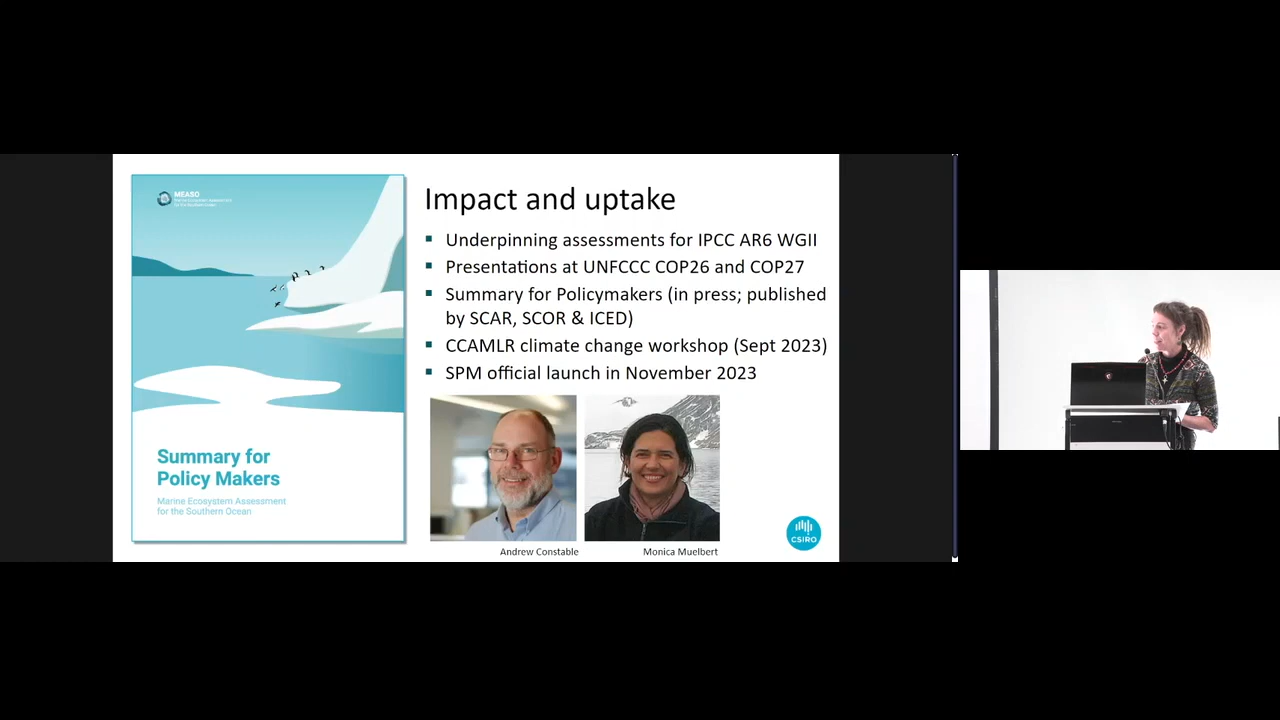 MEASO
Impact and uptake
Underpinning assessments for IPCC AR6 WGII
Presentations at UNFCCC COP26 and COP27
Summary for Policymakers (in press; published
by SCAR, SCOR & ICED)
CCAMLR climate change workshop (Sept 2023)
SPM official launch in November 2023
Summary for
Policy Makers
Marine Ecosystem Assessment
for the Southern Ocean
CSIRO
Andrew Constable
Monica Muelbert